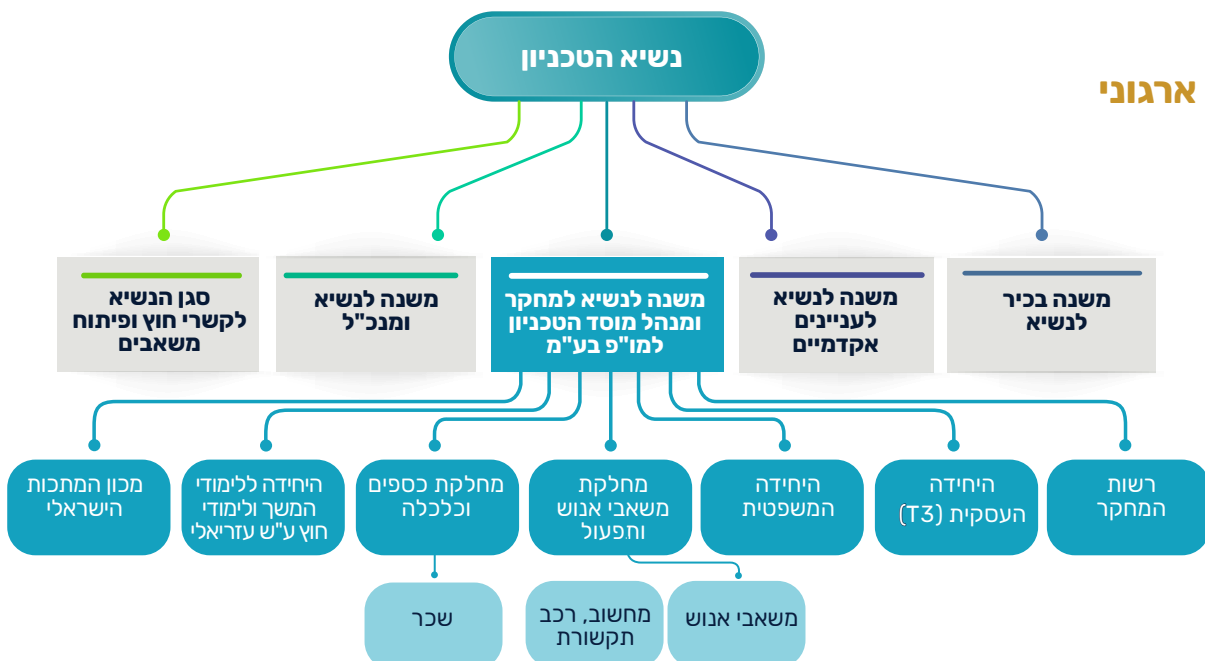 נשיא הטכניון
ארגוני
משנה בכיר
לנשיא
משנה לנשיא
לעניינים
אקדמיים
משנה לנשיא למחקר
ומנהל מוסד הטכניון
למו"פ בע"מ
משנה לנשיא
ומנכ"ל
סגן הנשיא
לקשרי חוץ ופיתוח
משאבים
רשות
המחקר
היחידה
העסקית (T3)
היחידה
המשפטית
מחלקת
משאבי אנוש
ותפעול
מחלקת כספים
וכלכלה
היחידה ללימודי
המשך ולימודי
חוץ ע"ש עזריאלי
מכון המתכות
הישראלי
משאבי אנוש
מחשוב, רכב
תקשורת
שכר